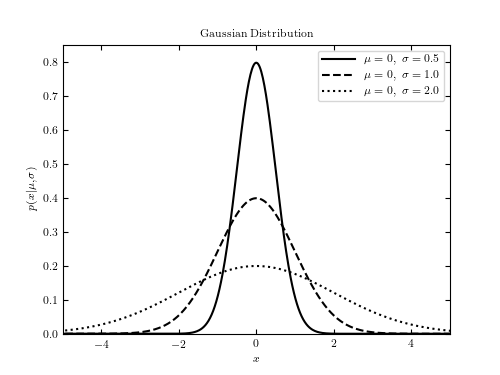 Gaussian Distribution
μ = 0, σ = 0.5
μ = 0, σ = 1.0
μ = 0, σ = 2.0
p(x|μ, σ)
0.8
0.7
0.6
0.5
0.4
0.3
0.2
0.1
0.0
−4 −2 0 2 4
x